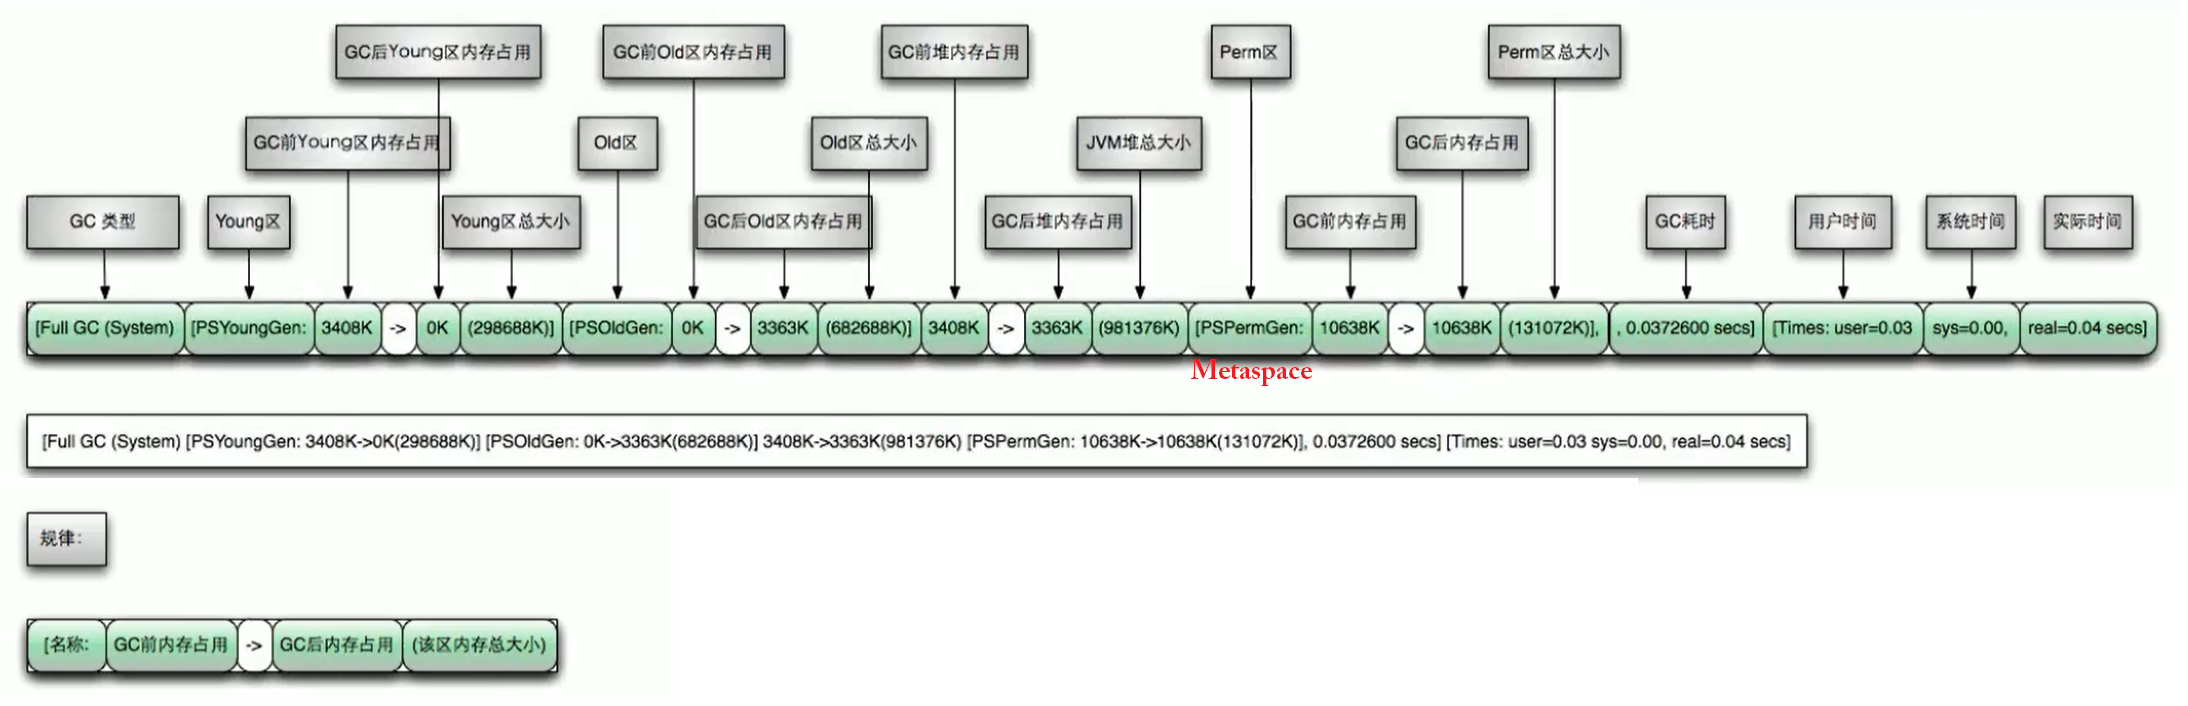 GC后Young区内存占用 GC前Old区内存占用 GC前堆内存占用 Perm区 Perm区总大小
GC前Young区内存占用 Old区 Old区总大小 JVM堆总大小 GC后内存占用
GC 类型 Young区 Young区总大小 GC后Old区内存占用 GC后堆内存占用 GC前内存占用 GC耗时 用户时间 系统时间 实际时间
[Full GC (System) [PSYoungGen: 3408K -> 0K (298688K)] [PSOldGen: 0K -> 3363K (682688K)] 3408K -> 3363K (981376K) [PSPermGen: 10638K -> 10638K (131072K)], , 0.0372600 secs] [Times: user=0.03 sys=0.00, real=0.04 secs]
Metaspace
[Full GC (System) [PSYoungGen: 3408K->0K(298688K)] [PSOldGen: 0K->3363K(682688K)] 3408K->3363K(981376K) [PSPermGen: 10638K->10638K(131072K)], 0.0372600 secs] [Times: user=0.03 sys=0.00, real=0.04 secs]
规律:
[名称: GC前内存占用 -> GC后内存占用 (该区内存总大小)